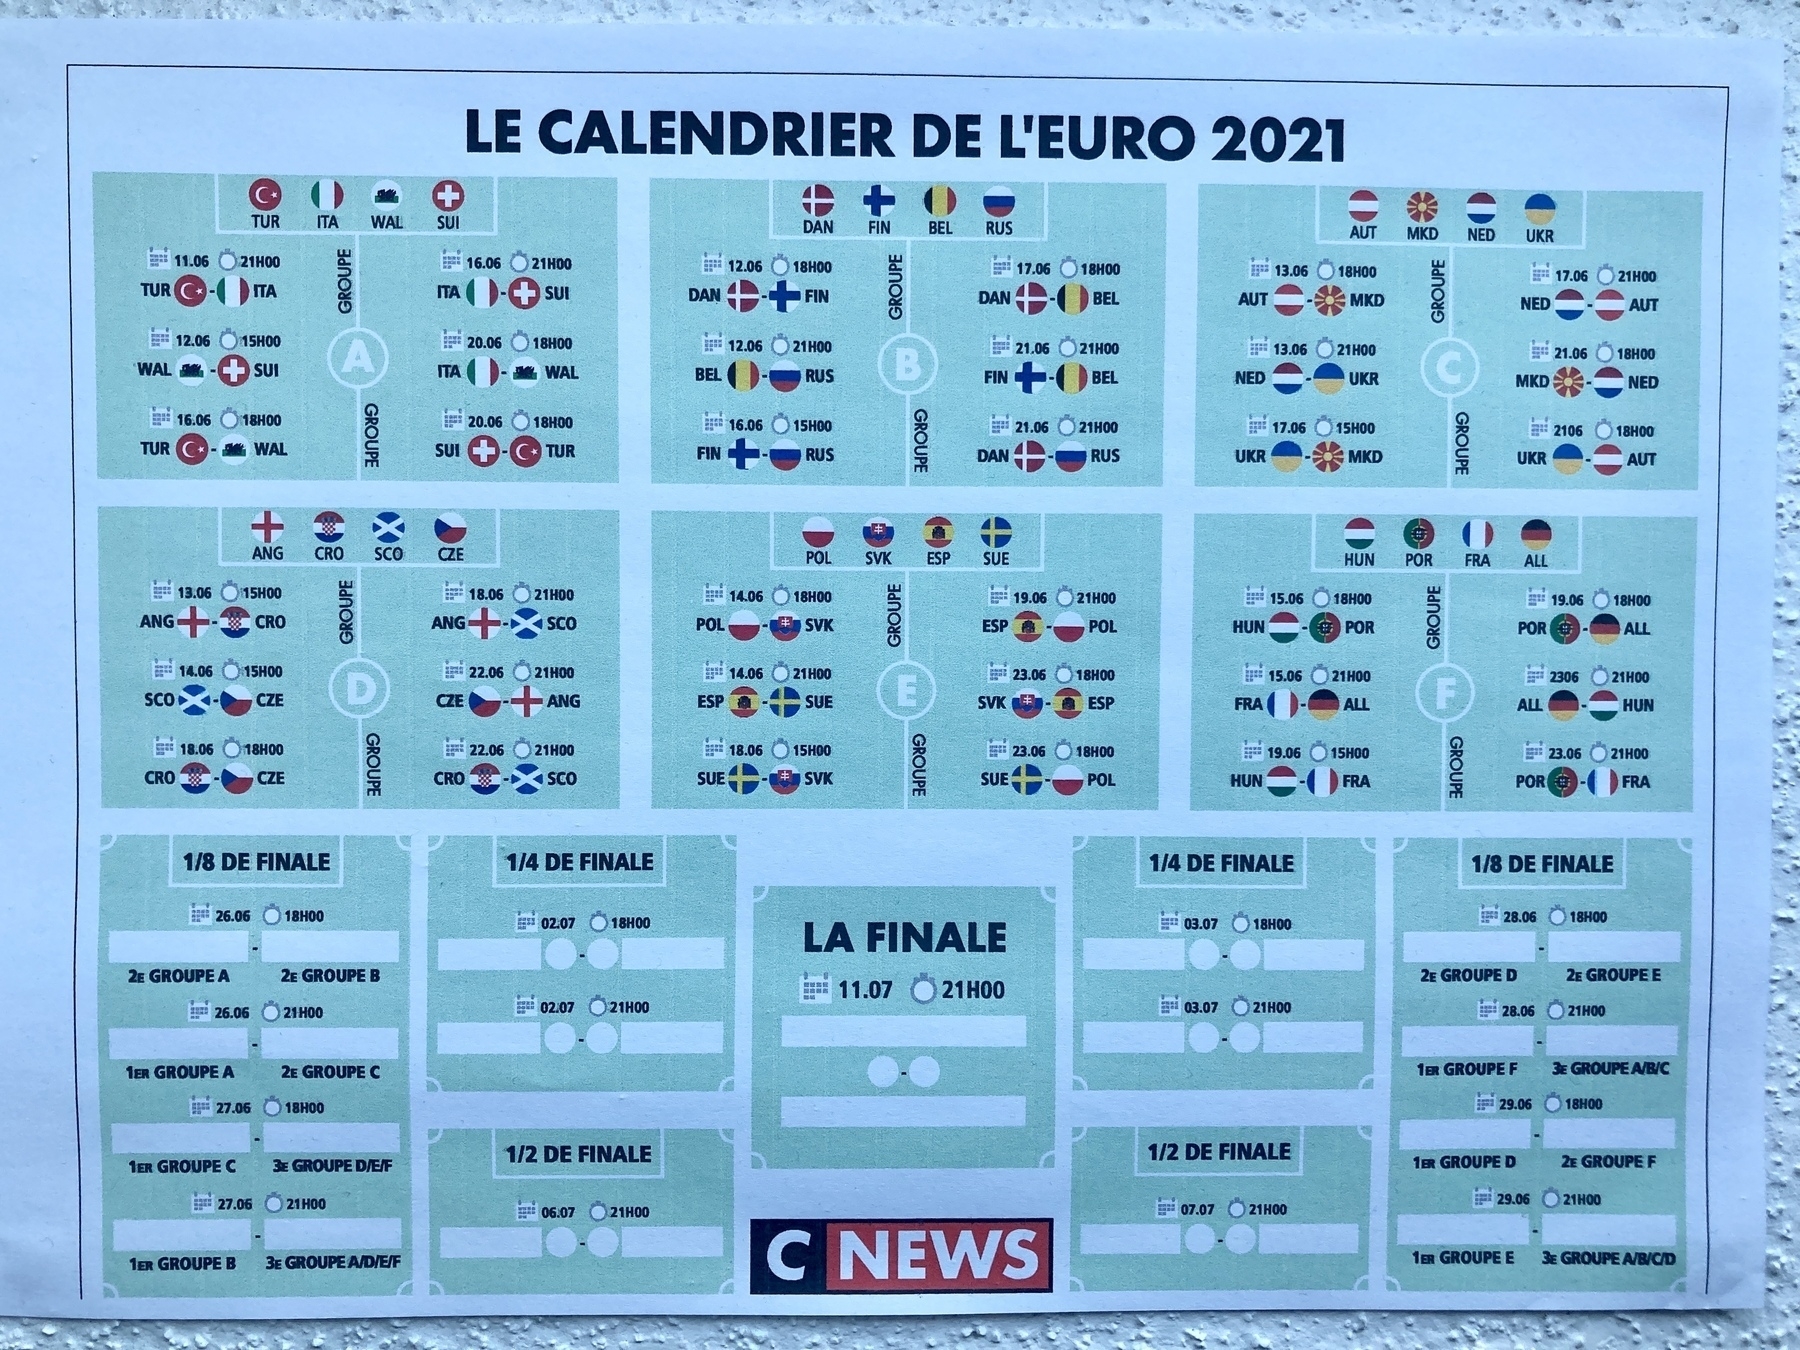 LE CALENDRIER DE L'EURO 2021
TUR ITA WAL SUI
GROUPE
A
GROUPE
11.06 21H00
TUR - ITA
12.06 15H00
WAL - SUI
16.06 18H00
TUR - WAL
16.06 21H00
ITA - SUI
20.06 18H00
ITA - WAL
20.06 18H00
SUI - TUR
DAN FIN BEL RUS
GROUPE
B
GROUPE
12.06 18H00
DAN - FIN
12.06 21H00
BEL - RUS
16.06 15H00
FIN - RUS
17.06 18H00
DAN - BEL
21.06 21H00
FIN - BEL
21.06 21H00
DAN - RUS
AUT MKD NED UKR
GROUPE
C
GROUPE
13.06 18H00
AUT - MKD
13.06 21H00
NED - UKR
17.06 15H00
UKR - MKD
17.06 21H00
NED - AUT
21.06 18H00
MKD - NED
2106 18H00
UKR - AUT
ANG CRO SCO CZE
GROUPE
D
GROUPE
13.06 15H00
ANG - CRO
14.06 15H00
SCO - CZE
18.06 18H00
CRO - CZE
18.06 21H00
ANG - SCO
22.06 21H00
CZE - ANG
22.06 21H00
CRO - SCO
POL SVK ESP SUE
GROUPE
E
GROUPE
14.06 18H00
POL - SVK
14.06 21H00
ESP - SUE
18.06 15H00
SUE - SVK
19.06 21H00
ESP - POL
23.06 18H00
SVK - ESP
23.06 18H00
SUE - POL
HUN POR FRA ALL
GROUPE
F
GROUPE
15.06 18H00
HUN - POR
15.06 21H00
FRA - ALL
19.06 15H00
HUN - FRA
19.06 18H00
POR - ALL
2306 21H00
ALL - HUN
23.06 21H00
POR - FRA
1/8 DE FINALE
26.06 18H00
-
2E GROUPE A 2E GROUPE B
26.06 21H00
-
1ER GROUPE A 2E GROUPE C
27.06 18H00
-
1ER GROUPE C 3E GROUPE D/E/F
27.06 21H00
-
1ER GROUPE B 3E GROUPE A/D/E/F
1/4 DE FINALE
02.07 18H00
-
02.07 21H00
-
1/2 DE FINALE
06.07 21H00
-
LA FINALE
11.07 21H00
-
C NEWS
1/4 DE FINALE
03.07 18H00
-
03.07 21H00
-
1/2 DE FINALE
07.07 21H00
-
1/8 DE FINALE
28.06 18H00
-
2E GROUPE D 2E GROUPE E
28.06 21H00
-
1ER GROUPE F 3E GROUPE A/B/C
29.06 18H00
-
1ER GROUPE D 2E GROUPE F
29.06 21H00
-
1ER GROUPE E 3E GROUPE A/B/C/D